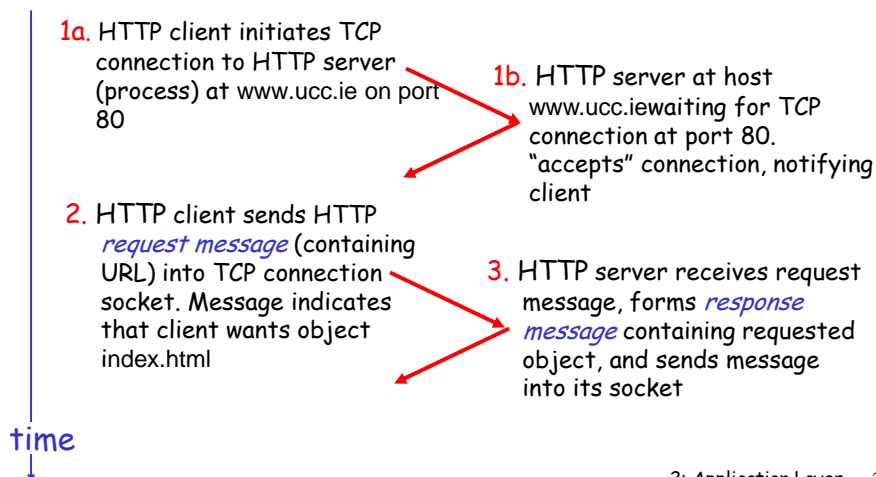 1a. HTTP client initiates TCP
connection to HTTP server
(process) at www.ucc.ie on port
80
1b. HTTP server at host
www.ucc.iewaiting for TCP
connection at port 80.
“accepts” connection, notifying
client
2. HTTP client sends HTTP
request message (containing
URL) into TCP connection
socket. Message indicates
that client wants object
index.html
3. HTTP server receives request
message, forms response
message containing requested
object, and sends message
into its socket
time
2: Application Layer